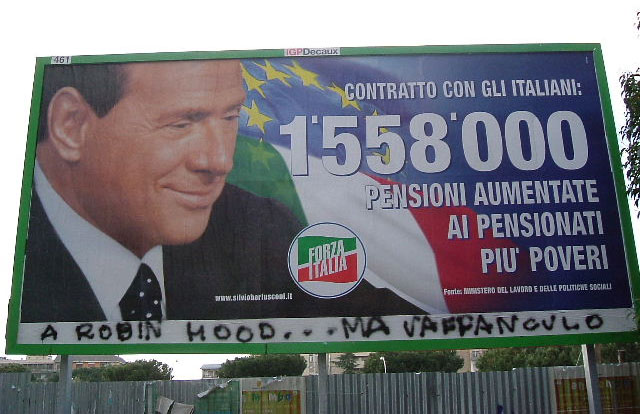 461
IGPDecaux
CONTRATTO CON GLI ITALIANI:
1'558'000
PENSIONI AUMENTATE
AI PENSIONATI
PIU' POVERI
FORZA
ITALIA
www.silvioberlusconi.it
Fonte: MINISTERO DEL LAVORO E DELLE POLITICHE SOCIALI
A ROBIN HOOD... MA VAFFANCULO